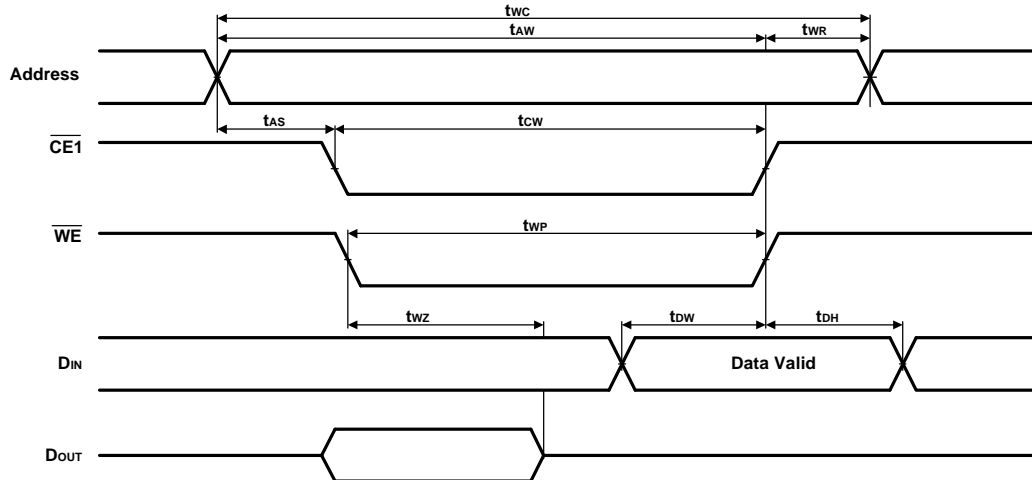 tWC
tAW tWR
Address
tAS tCW
CE1
WE
tWP
tWZ tDW tDH
DIN
Data Valid
DOUT